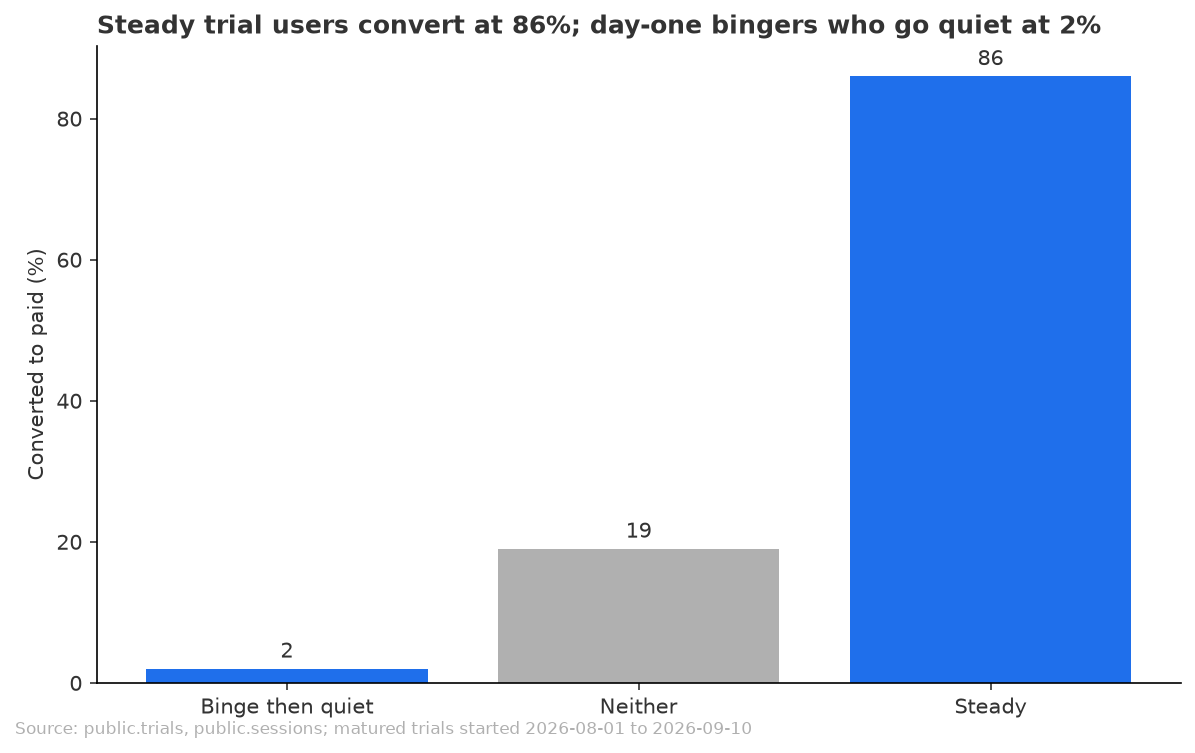 Steady trial users convert at 86%; day-one bingers who go quiet at 2%
86
80
60
40
20
0
Converted to paid (%)
19
2
Binge then quiet
Neither
Steady
Source: public.trials, public.sessions; matured trials started 2026-08-01 to 2026-09-10